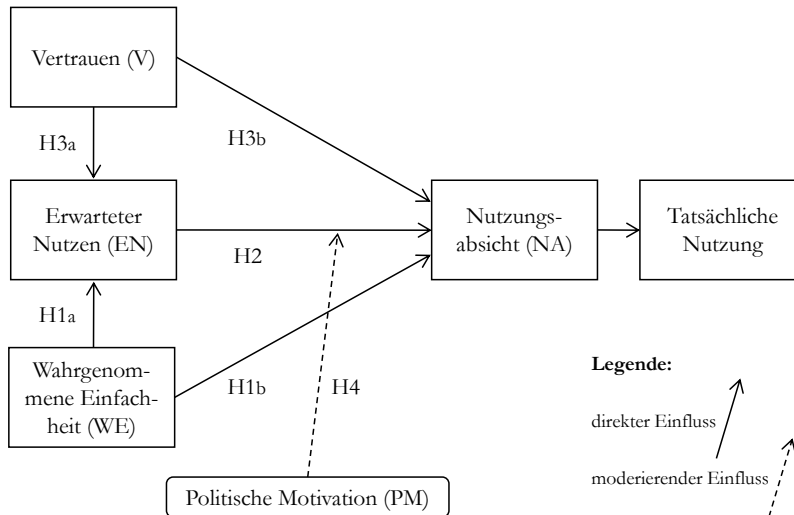 Vertrauen (V)
H3a
H3b
Erwarteter
Nutzen (EN)
H2
Nutzungs-
absicht (NA)
Tatsächliche
Nutzung
H1a
Wahrgenom-
mene Einfach-
heit (WE)
H1b
H4
Politische Motivation (PM)
Legende:
direkter Einfluss
moderierender Einfluss